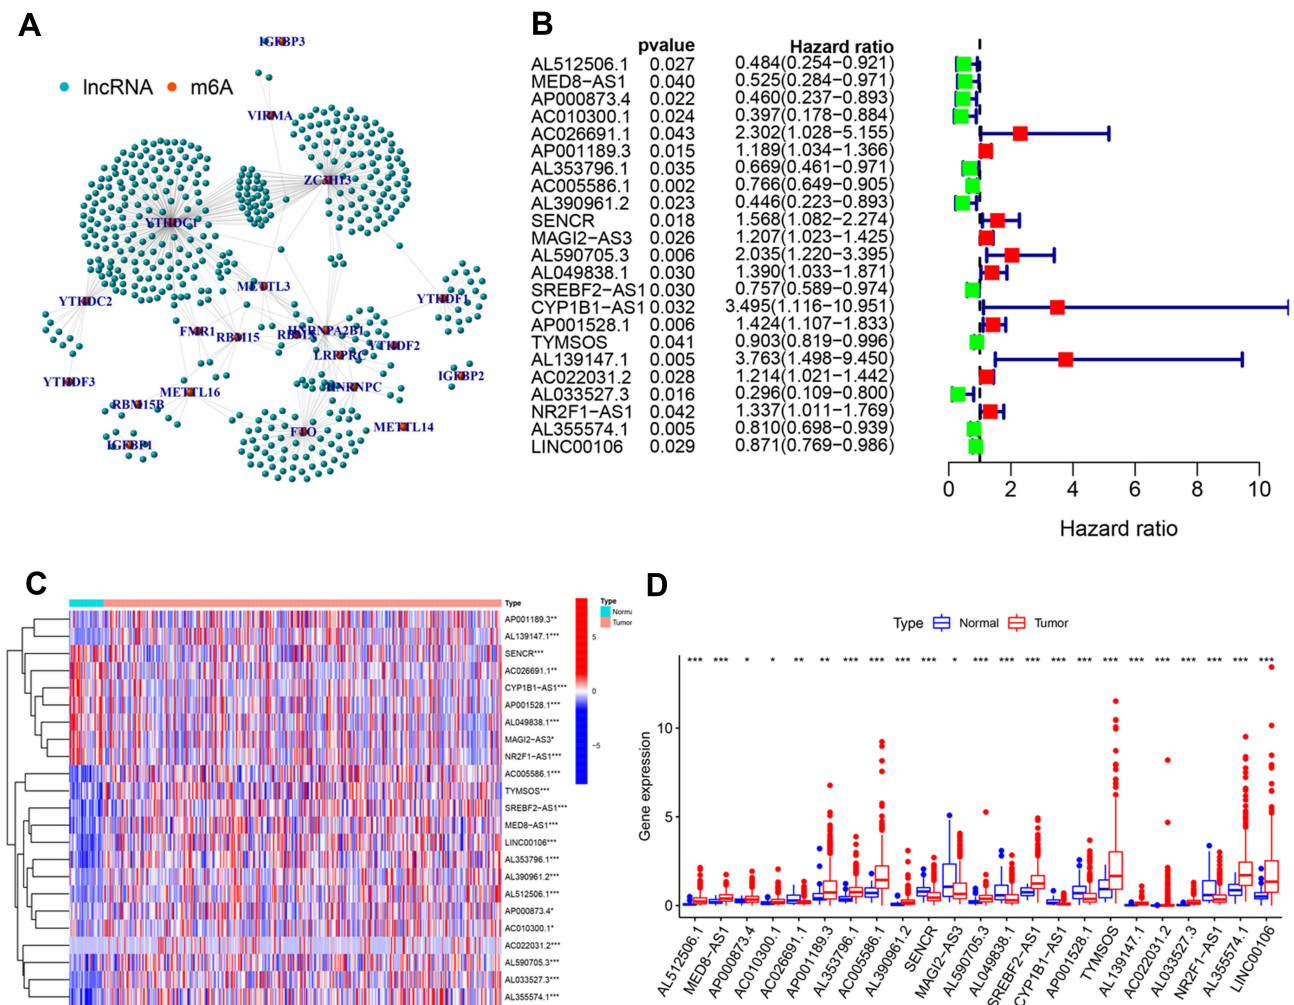 A
IGFBP3
lncRNA
m6A
VIRMA
ZC3H13
YTHDC1
METTL3
YTHDC2
YTHDF1
FMR1
RBM15
HNRNPA2B1
YTHDF2
LRPPRC
YTHDF3
METTL16
HNRNPC
IGFBP2
RBM15B
IGFBP1
FTO
METTL14
B
pvalue Hazard ratio
AL512506.1 0.027 0.484(0.254−0.921)
MED8−AS1 0.040 0.525(0.284−0.971)
AP000873.4 0.022 0.460(0.237−0.893)
AC010300.1 0.024 0.397(0.178−0.884)
AC026691.1 0.043 2.302(1.028−5.155)
AP001189.3 0.015 1.189(1.034−1.366)
AL353796.1 0.035 0.669(0.461−0.971)
AC005586.1 0.002 0.766(0.649−0.905)
AL390961.2 0.023 0.446(0.223−0.893)
SENCR 0.018 1.568(1.082−2.274)
MAGI2−AS3 0.026 1.207(1.023−1.425)
AL590705.3 0.006 2.035(1.220−3.395)
AL049838.1 0.030 1.390(1.033−1.871)
SREBF2−AS1 0.030 0.757(0.589−0.974)
CYP1B1−AS1 0.032 3.495(1.116−10.951)
AP001528.1 0.006 1.424(1.107−1.833)
TYMSOS 0.041 0.903(0.819−0.996)
AL139147.1 0.005 3.763(1.498−9.450)
AC022031.2 0.028 1.214(1.021−1.442)
AL033527.3 0.016 0.296(0.109−0.800)
NR2F1−AS1 0.042 1.337(1.011−1.769)
AL355574.1 0.005 0.810(0.698−0.939)
LINC00106 0.029 0.871(0.769−0.986)
0 2 4 6 8 10
Hazard ratio
C
Type
AP001189.3**
AL139147.1***
SENCR***
AC026691.1**
CYP1B1−AS1***
AP001528.1***
AL049838.1***
MAGI2−AS3*
NR2F1−AS1***
AC005586.1***
TYMSOS***
SREBF2−AS1***
MED8−AS1***
LINC00106***
AL353796.1***
AL390961.2***
AL512506.1***
AP000873.4*
AC010300.1*
AC022031.2***
AL590705.3***
AL033527.3***
AL355574.1***
5
0
−5
Type
Norma
Tumor
D
Type Normal Tumor
*** *** * * ** ** *** *** *** *** * *** *** *** *** *** *** *** *** *** *** *** ***
Gene expression
10
5
0
AL512506.1
MED8−AS1
AP000873.4
AC010300.1
AC026691.1
AP001189.3
AL353796.1
AC005586.1
AL390961.2
SENCR
MAGI2−AS3
AL590705.3
AL049838.1
SREBF2−AS1
CYP1B1−AS1
AP001528.1
TYMSOS
AL139147.1
AC022031.2
AL033527.3
NR2F1−AS1
AL355574.1
LINC00106